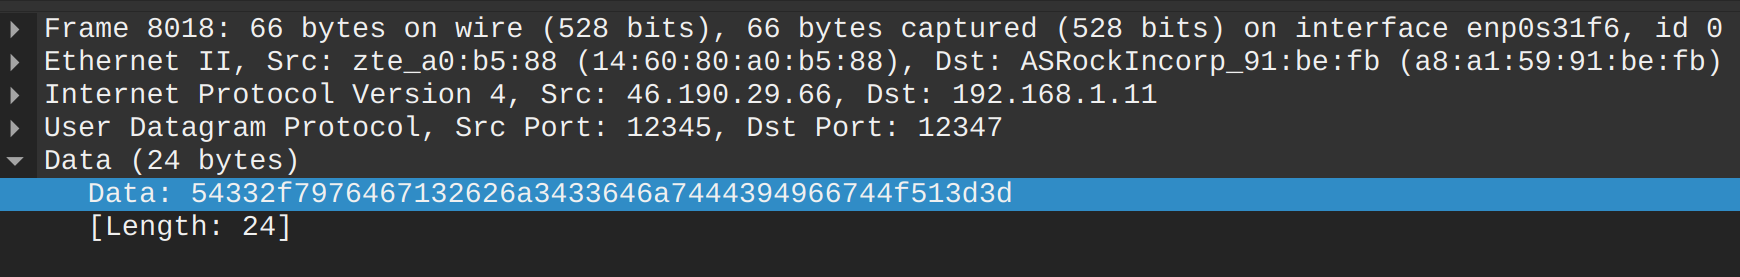 Frame 8018: 66 bytes on wire (528 bits), 66 bytes captured (528 bits) on interface enp0s31f6, id 0
Ethernet II, Src: zte_a0:b5:88 (14:60:80:a0:b5:88), Dst: ASRockIncorp_91:be:fb (a8:a1:59:91:be:fb)
Internet Protocol Version 4, Src: 46.190.29.66, Dst: 192.168.1.11
User Datagram Protocol, Src Port: 12345, Dst Port: 12347
Data (24 bytes)
Data: 54332f7976467132626a3433646a7444394966744f513d3d
[Length: 24]